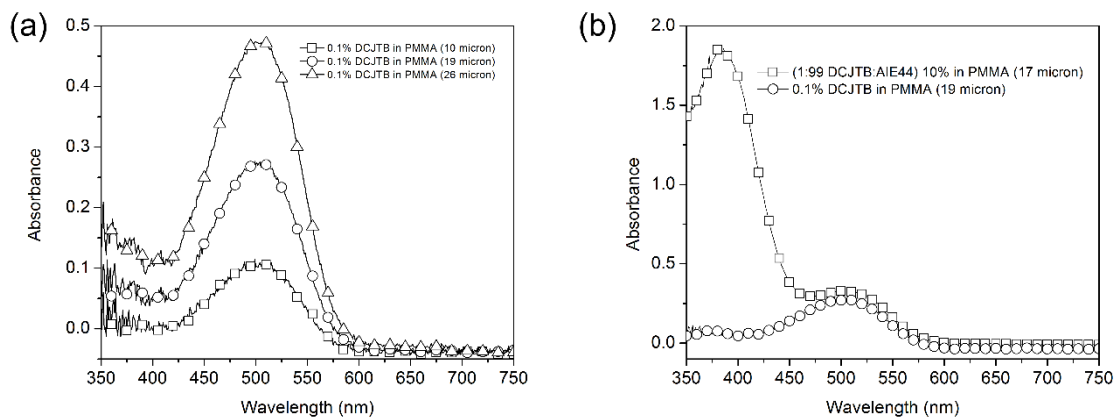 (a)
0.5
0.4
0.3
0.2
0.1
0.0
Absorbance
0.1% DCJTB in PMMA (10 micron)
0.1% DCJTB in PMMA (19 micron)
0.1% DCJTB in PMMA (26 micron)
350 400 450 500 550 600 650 700 750
Wavelength (nm)
(b)
2.0
1.5
1.0
0.5
0.0
Absorbance
(1:99 DCJTB:AIE44) 10% in PMMA (17 micron)
0.1% DCJTB in PMMA (19 micron)
350 400 450 500 550 600 650 700 750
Wavelength (nm)